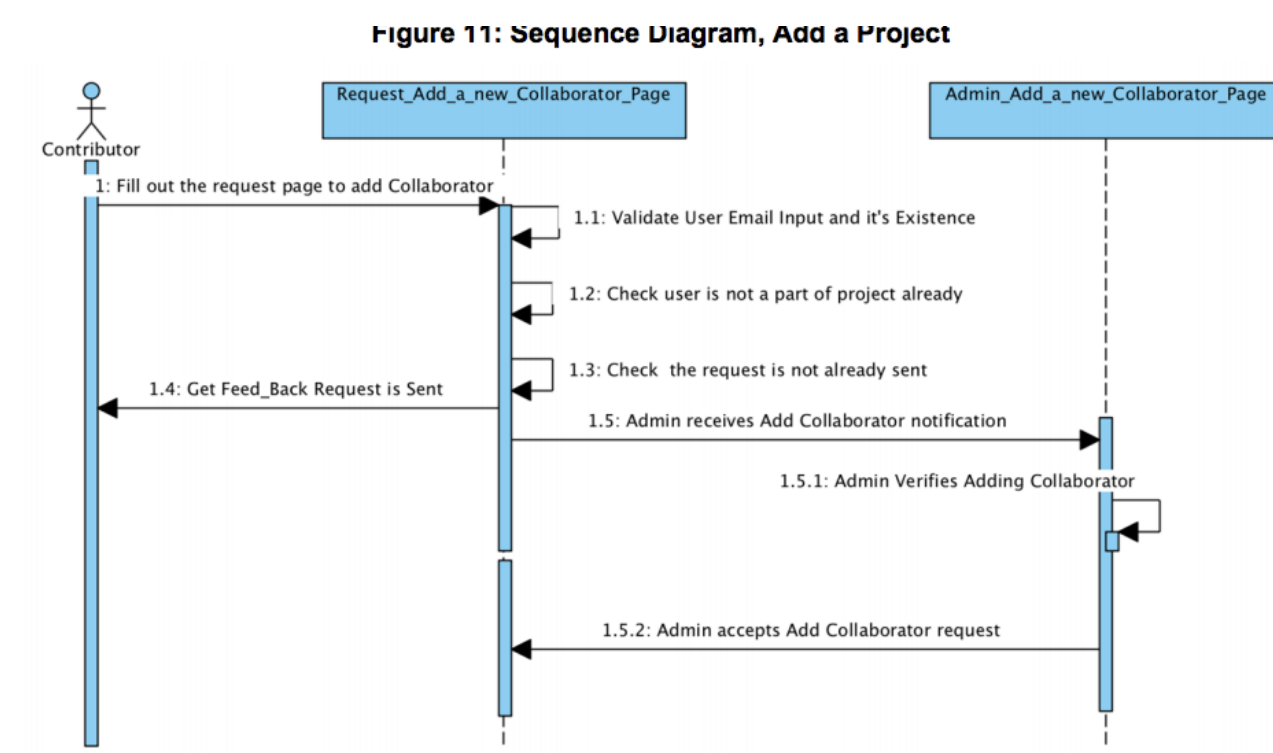 Figure 11: Sequence Diagram, Add a Project
Request_Add_a_new_Collaborator_Page
Admin_Add_a_new_Collaborator_Page
Contributor
1: Fill out the request page to add Collaborator
1.1: Validate User Email Input and it's Existence
1.2: Check user is not a part of project already
1.3: Check the request is not already sent
1.4: Get Feed_Back Request is Sent
1.5: Admin receives Add Collaborator notification
1.5.1: Admin Verifies Adding Collaborator
1.5.2: Admin accepts Add Collaborator request